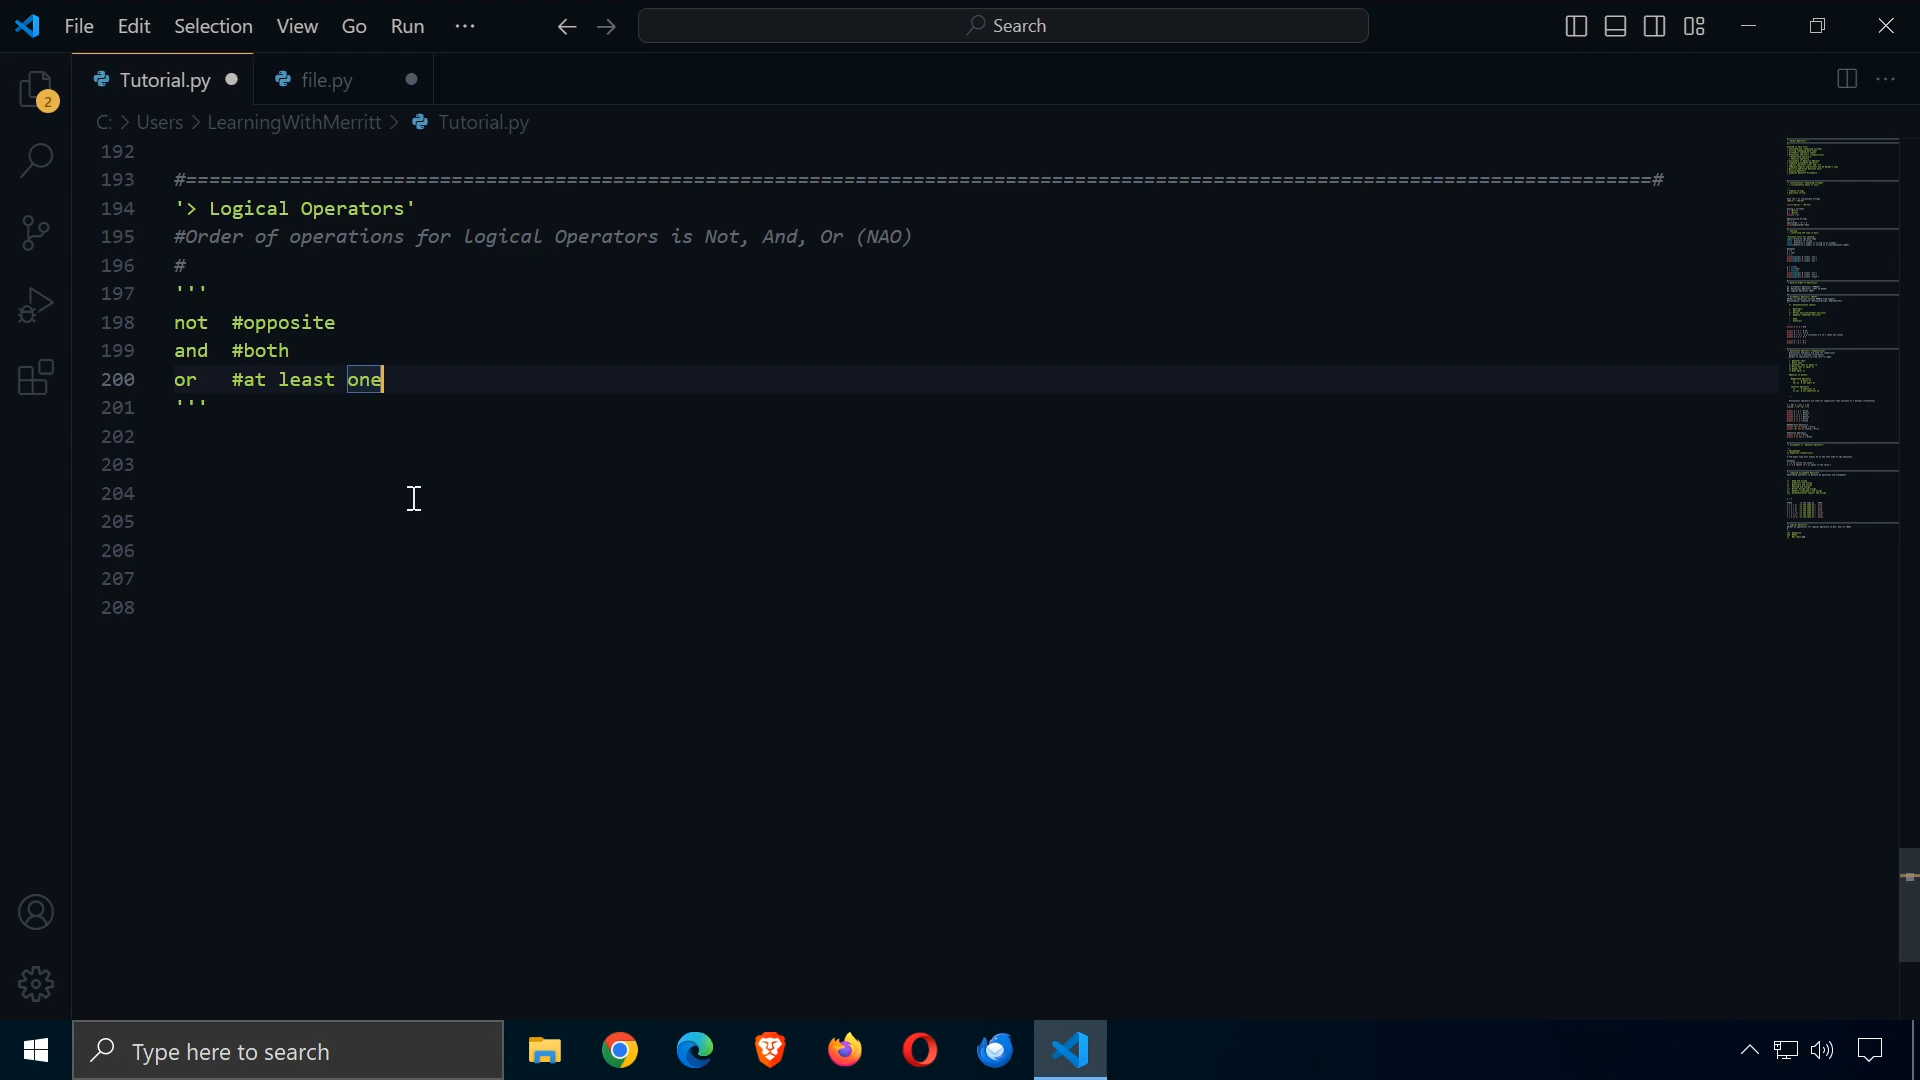 File Edit Selection View Go Run ···
Search
Tutorial.py
file.py
2
C: > Users > LearningWithMerritt > Tutorial.py
192
193 #===============================================================================================================================#
194 '> Logical Operators'
195 #Order of operations for logical Operators is Not, And, Or (NAO)
196 #
197 '''
198 not #opposite
199 and #both
200 or #at least one
201 '''
202
203
204
205
206
207
208
Type here to search